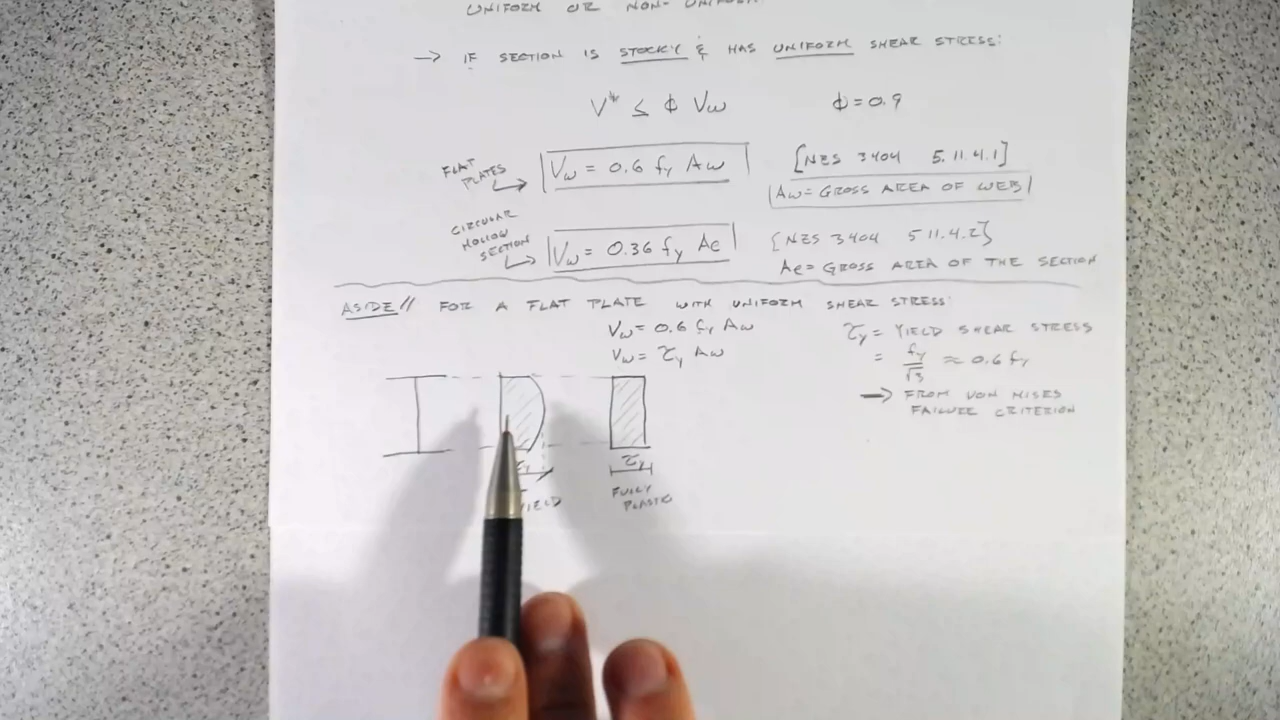 UNIFORM OR NON-UNIFORM.
→ IF SECTION IS STOCKY & HAS UNIFORM SHEAR STRESS:
V* ≤ ϕ Vw ϕ = 0.9
FLAT
PLATES
Vw = 0.6 fy Aw [NZS 3404 5.11.4.1]
Aw = GROSS AREA OF WEB
CIRCULAR
HOLLOW
SECTION
Vw = 0.36 fy Ae [NZS 3404 5.11.4.2]
Ae = GROSS AREA OF THE SECTION
ASIDE// FOR A FLAT PLATE WITH UNIFORM SHEAR STRESS:
Vw = 0.6 fy Aw
Vw = τy Aw
τy = YIELD SHEAR STRESS
= fy/√3 ≈ 0.6 fy
→ FROM VON MISES
FAILURE CRITERION
YIELD
τy
FULLY
PLASTIC